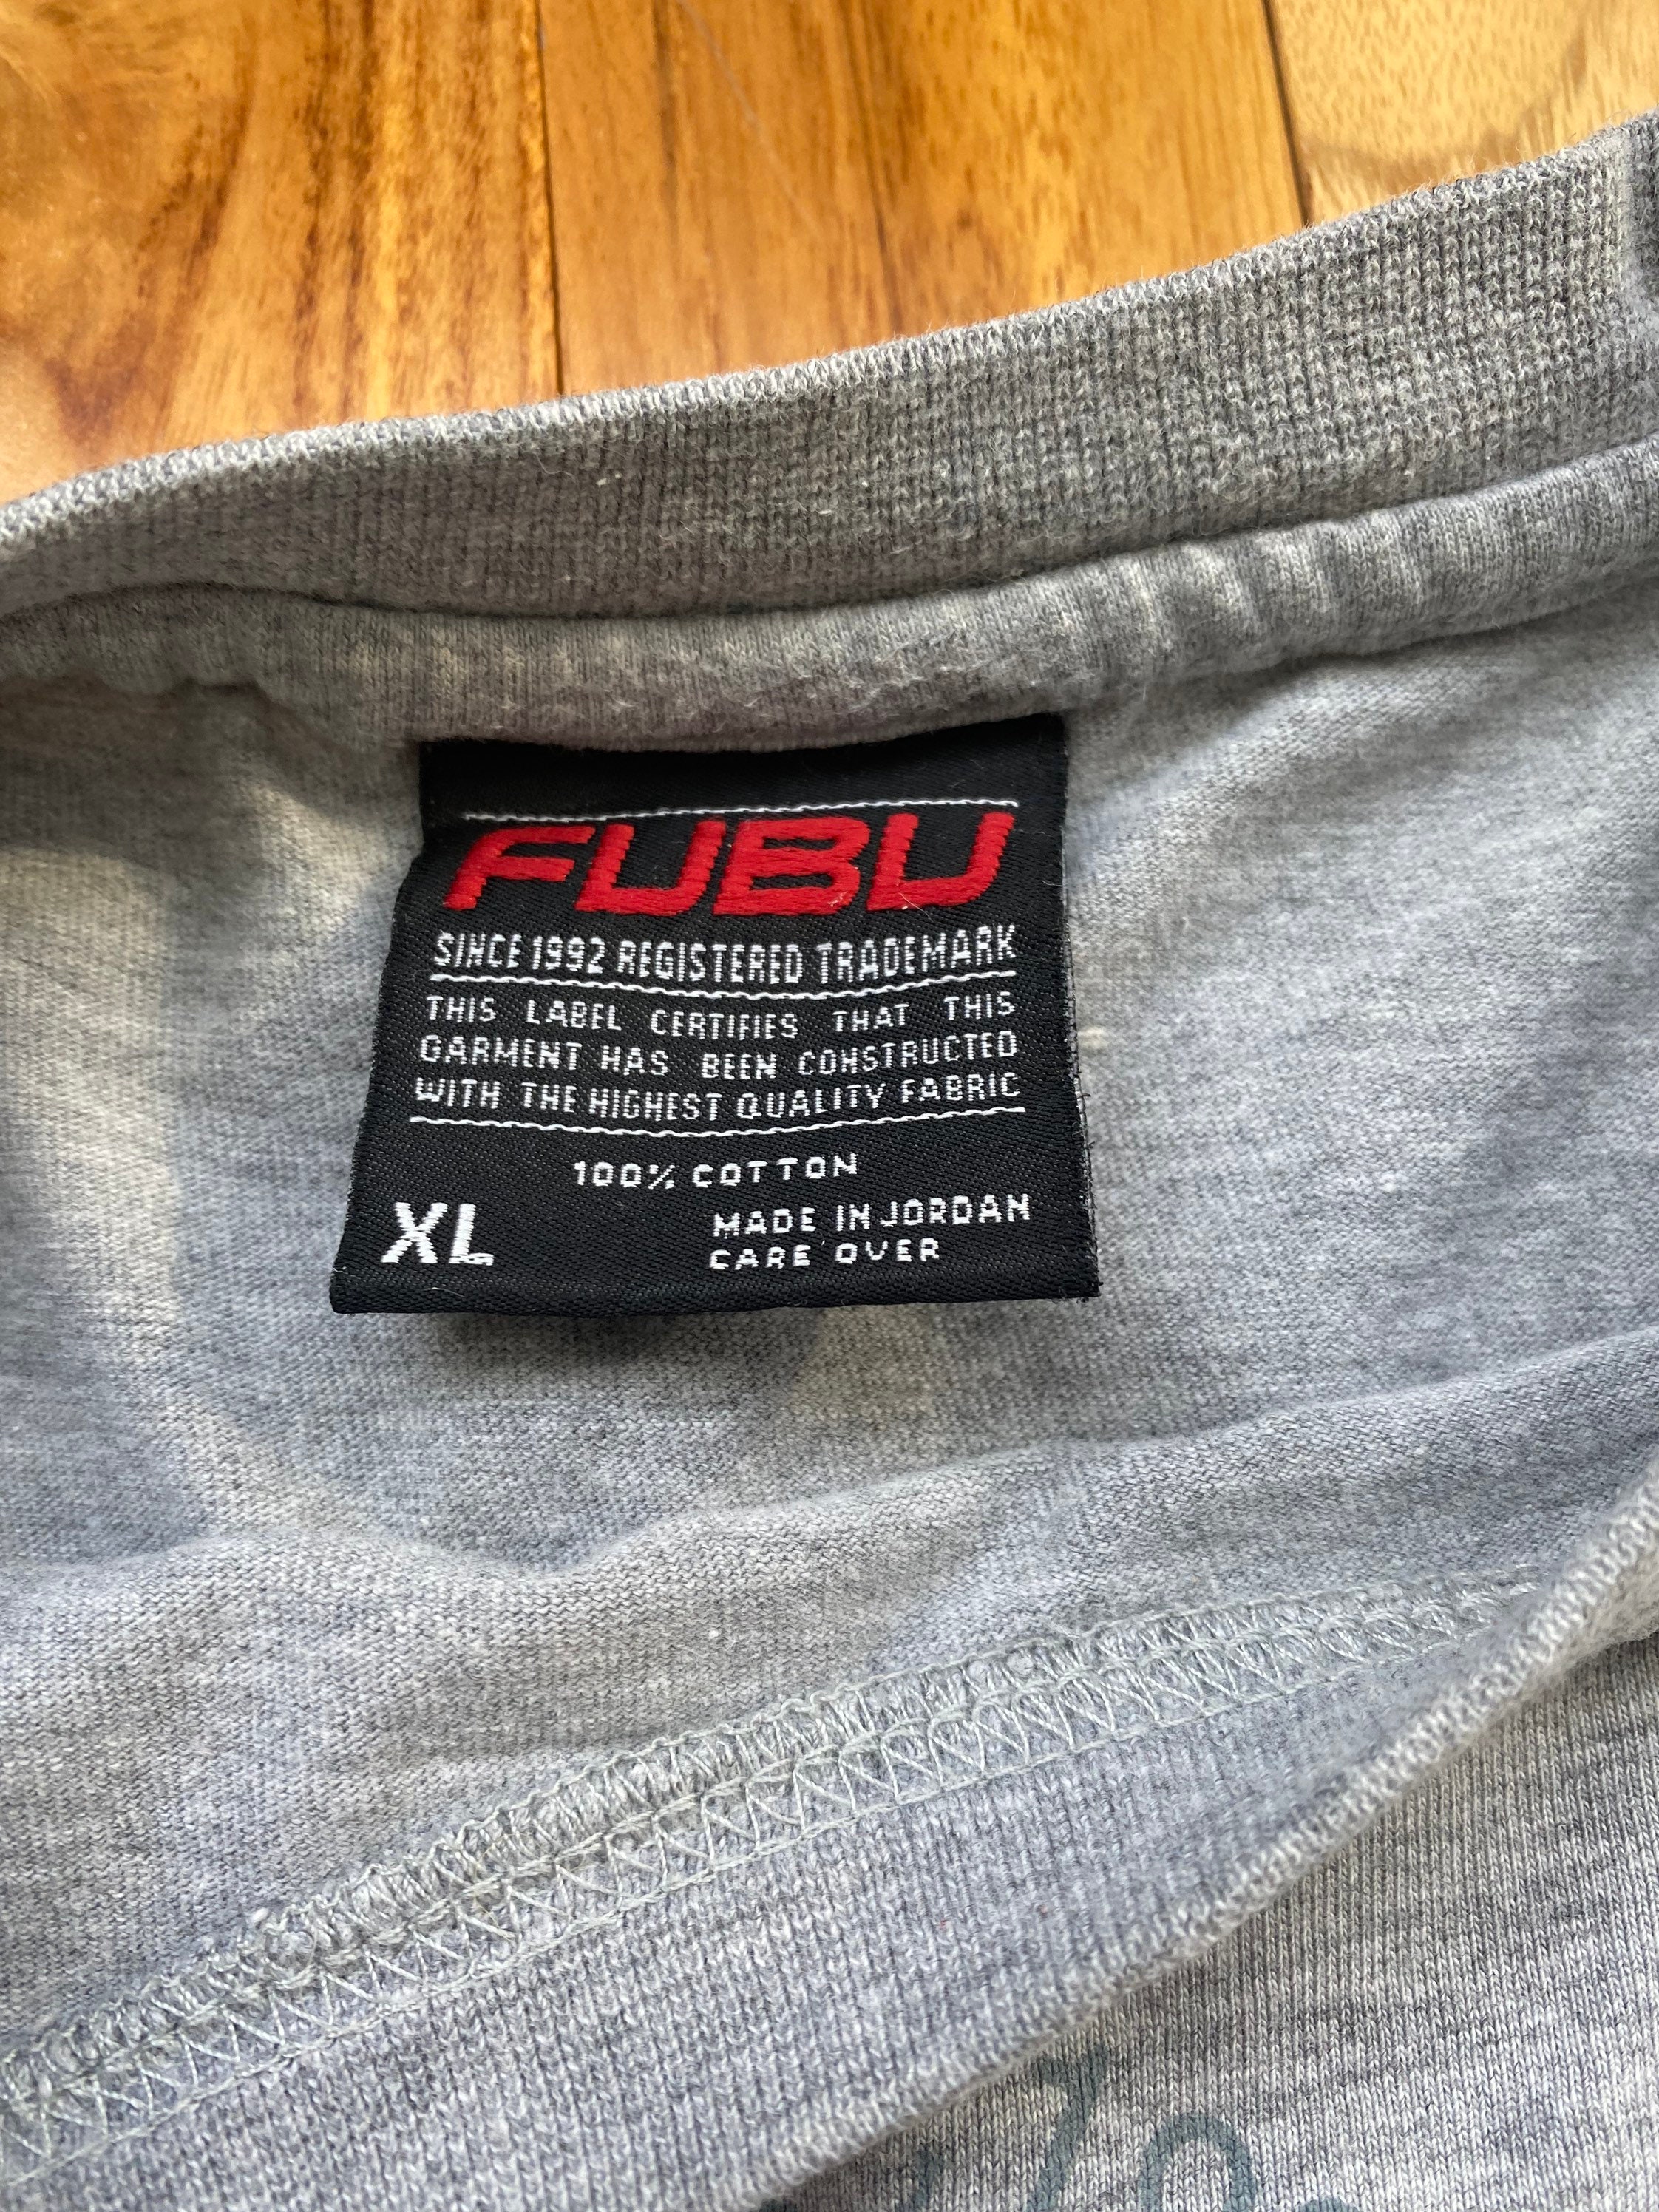 FUBU
SINCE 1992 REGISTERED TRADEMARK
THIS LABEL CERTIFIES THAT THIS
GARMENT HAS BEEN CONSTRUCTED
WITH THE HIGHEST QUALITY FABRIC
100% COTTON
XL
MADE IN JORDAN
CARE OVER